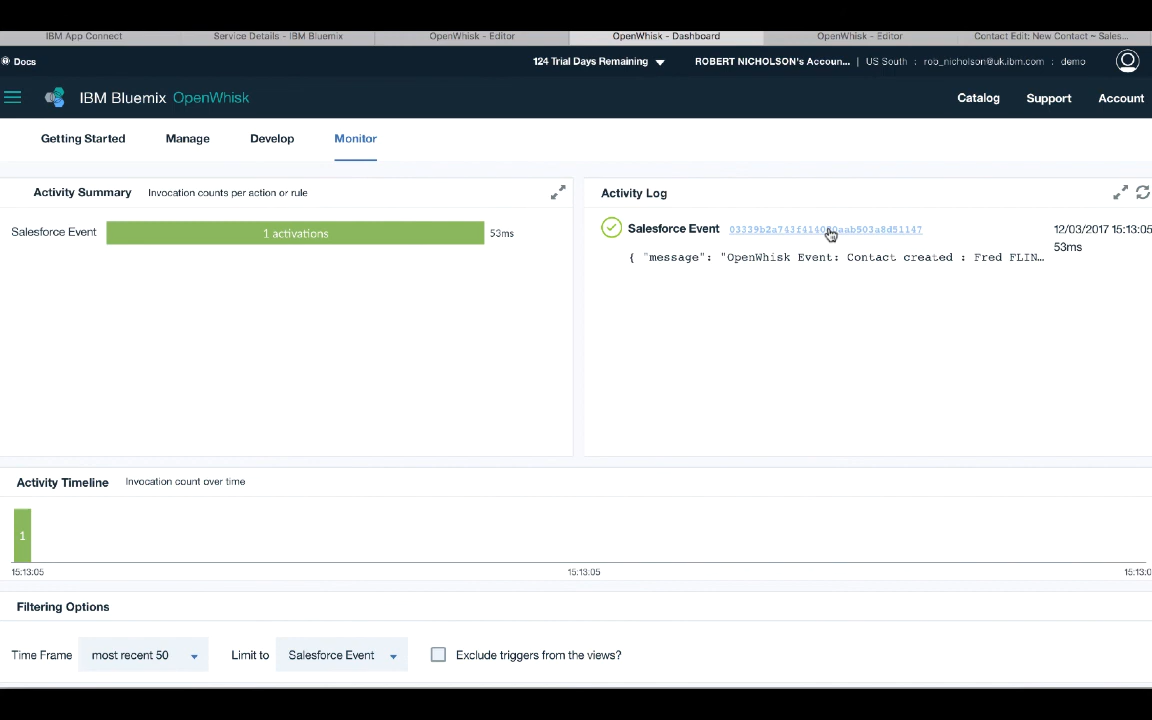 IBM App Connect
Service Details - IBM Bluemix
OpenWhisk - Editor
OpenWhisk - Dashboard
OpenWhisk - Editor
Contact Edit: New Contact ~ Sales...
Docs
124 Trial Days Remaining
ROBERT NICHOLSON's Accoun... | US South : rob_nicholson@uk.ibm.com : demo
IBM Bluemix OpenWhisk
Catalog
Support
Account
Getting Started
Manage
Develop
Monitor
Activity Summary
Invocation counts per action or rule
Salesforce Event
1 activations
53ms
Activity Log
Salesforce Event
12/03/2017 15:13:05
53ms
{ "message": "OpenWhisk Event: Contact created : Fred FLIN...
Activity Timeline
Invocation count over time
1
15:13:05
15:13:05
15:13:0
Filtering Options
Time Frame
most recent 50
Limit to
Salesforce Event
Exclude triggers from the views?